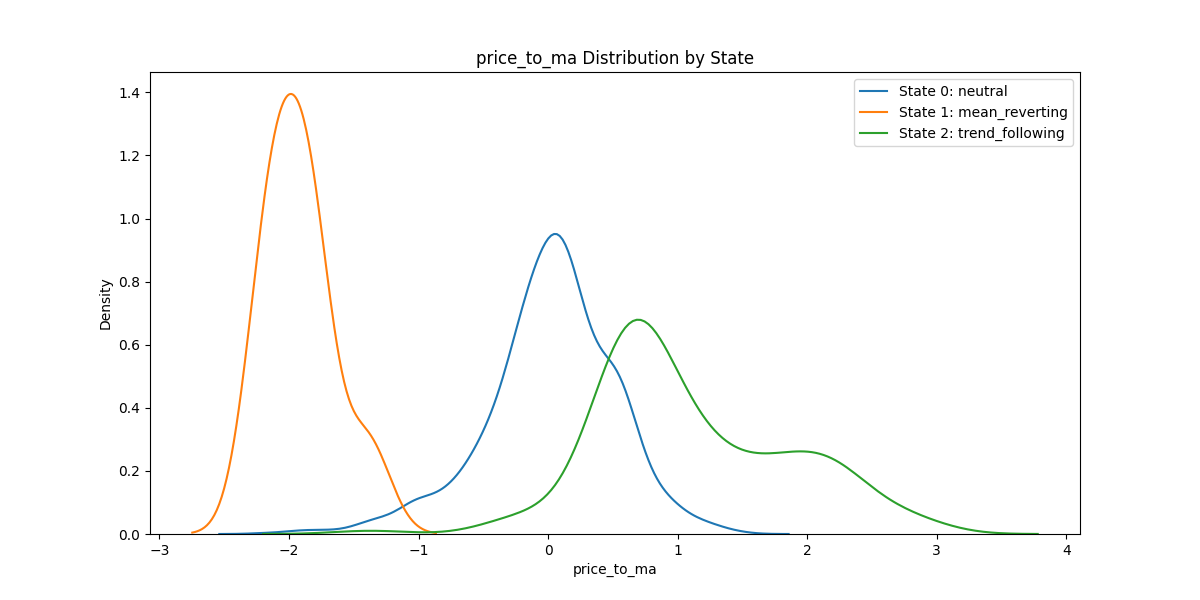 price_to_ma Distribution by State
State 0: neutral
State 1: mean_reverting
State 2: trend_following
Density
1.4
1.2
1.0
0.8
0.6
0.4
0.2
0.0
−3 −2 −1 0 1 2 3 4
price_to_ma